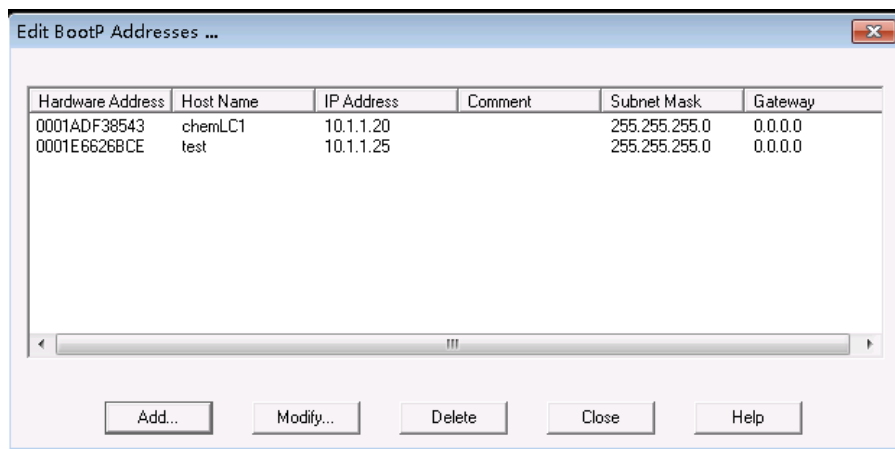 Edit BootP Addresses ...
Hardware Address Host Name IP Address Comment Subnet Mask Gateway
0001ADF38543 chemLC1 10.1.1.20 255.255.255.0 0.0.0.0
0001E6626BCE test 10.1.1.25 255.255.255.0 0.0.0.0
Add... Modify... Delete Close Help